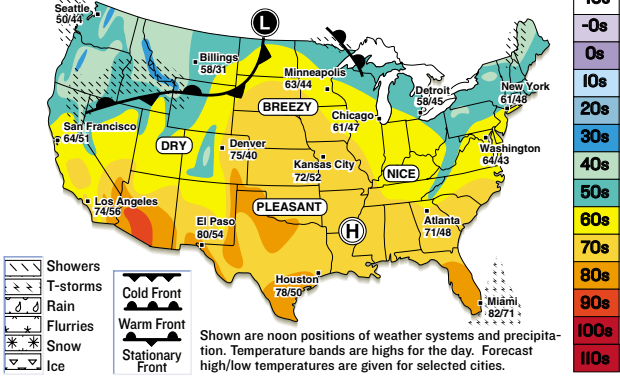 -10s
-0s
0s
10s
20s
30s
40s
50s
60s
70s
80s
90s
100s
110s
Seattle
50/44
L
Billings
58/31
Minneapolis
63/44
BREEZY
Detroit
58/45
New York
61/48
San Francisco
64/51
DRY
Denver
75/40
Chicago
61/47
Kansas City
72/52
NICE
Washington
64/43
Los Angeles
74/56
El Paso
80/54
PLEASANT
H
Atlanta
71/48
Houston
78/50
Miami
82/71
Showers
T-storms
Rain
Flurries
Snow
Ice
Cold Front
Warm Front
Stationary
Front
Shown are noon positions of weather systems and precipita-
tion. Temperature bands are highs for the day. Forecast
high/low temperatures are given for selected cities.